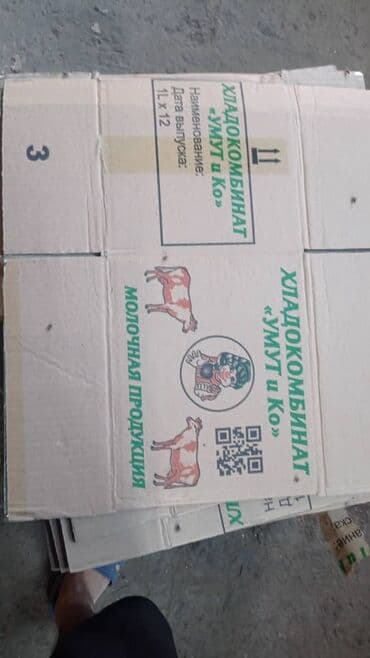 ХЛАДОКОМБИНАТ
«УМУТ и Ко»
Наименование:
Дата выпуска:
1L x 12
3
ХЛАДОКОМБИНАТ
«УМУТ и Ко»
МОЛОЧНАЯ ПРОДУКЦИЯ